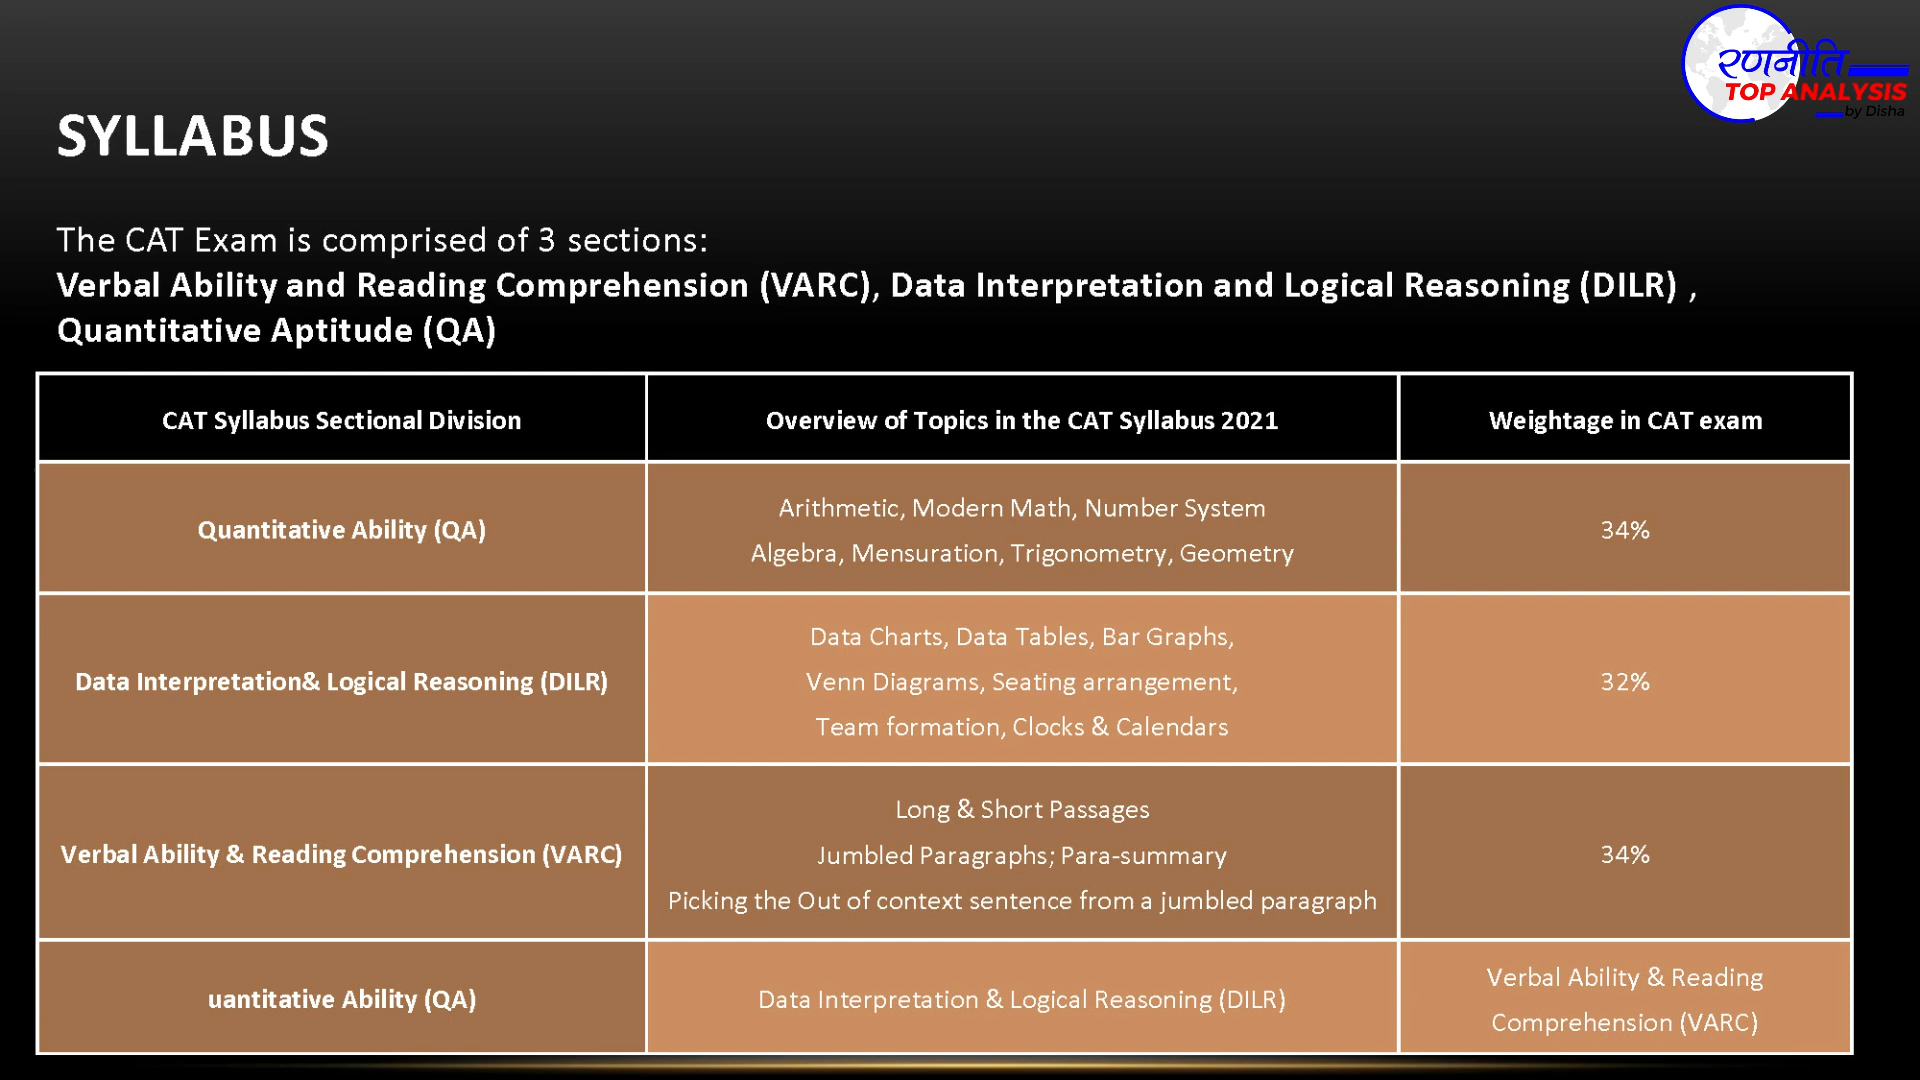 रणनीति
TOP ANALYSIS
by Disha
SYLLABUS
The CAT Exam is comprised of 3 sections:
Verbal Ability and Reading Comprehension (VARC), Data Interpretation and Logical Reasoning (DILR) ,
Quantitative Aptitude (QA)
CAT Syllabus Sectional Division
Overview of Topics in the CAT Syllabus 2021
Weightage in CAT exam
Quantitative Ability (QA)
Arithmetic, Modern Math, Number System
Algebra, Mensuration, Trigonometry, Geometry
34%
Data Interpretation& Logical Reasoning (DILR)
Data Charts, Data Tables, Bar Graphs,
Venn Diagrams, Seating arrangement,
Team formation, Clocks & Calendars
32%
Verbal Ability & Reading Comprehension (VARC)
Long & Short Passages
Jumbled Paragraphs; Para-summary
Picking the Out of context sentence from a jumbled paragraph
34%
uantitative Ability (QA)
Data Interpretation & Logical Reasoning (DILR)
Verbal Ability & Reading
Comprehension (VARC)